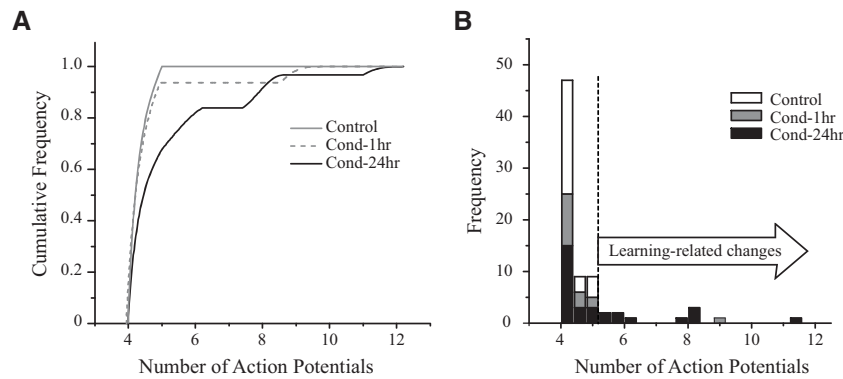 A
1.0
0.8
0.6
0.4
0.2
0
Cumulative Frequency
Control
Cond-1hr
Cond-24hr
4
6
8
10
12
Number of Action Potentials
B
50
40
30
20
10
0
Frequency
Control
Cond-1hr
Cond-24hr
Learning-related changes
4
6
8
10
12
Number of Action Potentials